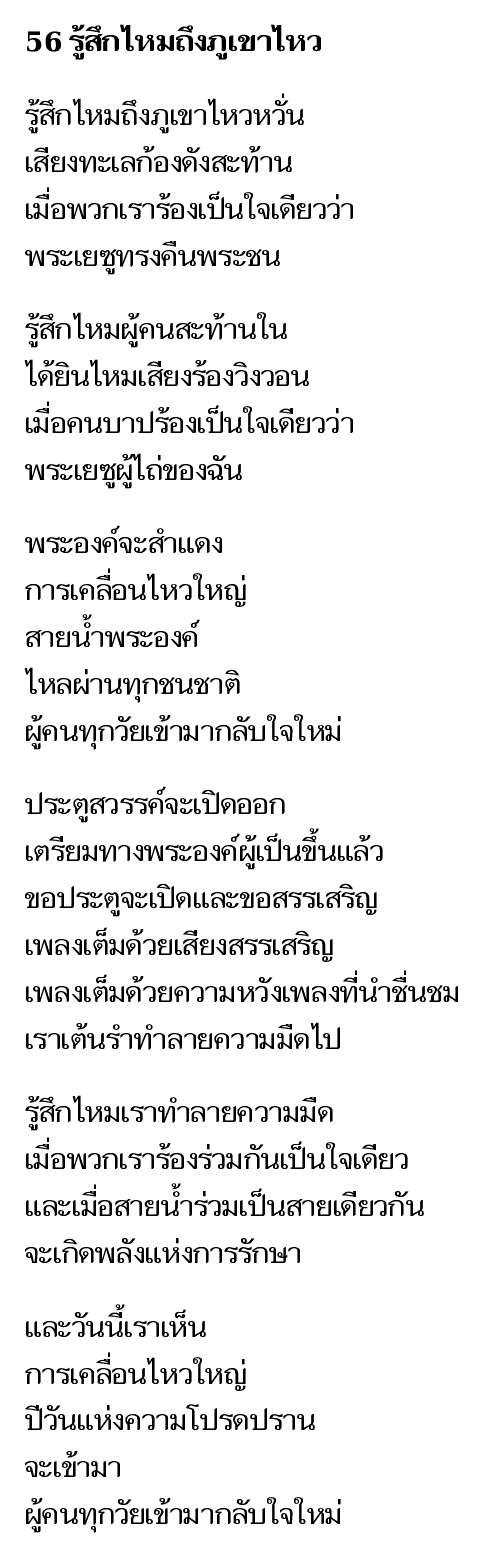 56 รู้สึกไหมถึงภูเขาไหว
รู้สึกไหมถึงภูเขาไหวหวั่น
เสียงทะเลก้องดังสะท้าน
เมื่อพวกเราร้องเป็นใจเดียวว่า
พระเยซูทรงคืนพระชน
รู้สึกไหมผู้คนสะท้านใน
ได้ยินไหมเสียงร้องวิงวอน
เมื่อคนบาปร้องเป็นใจเดียวว่า
พระเยซูผู้ไถ่ของฉัน
พระองค์จะสำแดง
การเคลื่อนไหวใหญ่
สายน้ำพระองค์
ไหลผ่านทุกชนชาติ
ผู้คนทุกวัยเข้ามากลับใจใหม่
ประตูสวรรค์จะเปิดออก
เตรียมทางพระองค์ผู้เป็นขึ้นแล้ว
ขอประตูจะเปิดและขอสรรเสริญ
เพลงเต็มด้วยเสียงสรรเสริญ
เพลงเต็มด้วยความหวังเพลงที่นำชื่นชม
เราเต้นรำทำลายความมืดไป
รู้สึกไหมเราทำลายความมืด
เมื่อพวกเราร้องร่วมกันเป็นใจเดียว
และเมื่อสายน้ำร่วมเป็นสายเดียวกัน
จะเกิดพลังแห่งการรักษา
และวันนี้เราเห็น
การเคลื่อนไหวใหญ่
ปีวันแห่งความโปรดปราน
จะเข้ามา
ผู้คนทุกวัยเข้ามากลับใจใหม่